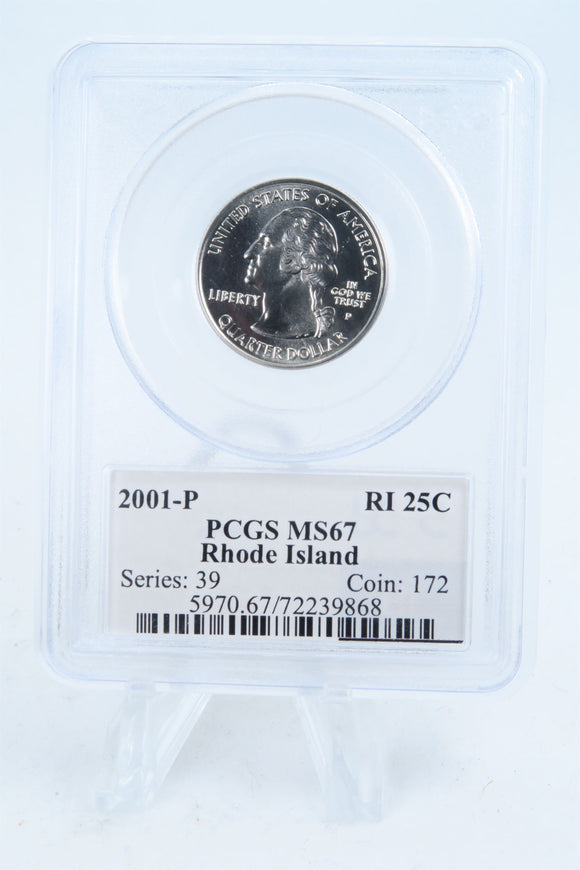 UNITED STATES OF AMERICA
LIBERTY
IN
GOD WE
TRUST
P
QUARTER DOLLAR
2001-P RI 25C
PCGS MS67
Rhode Island
Series: 39 Coin: 172
5970.67/72239868